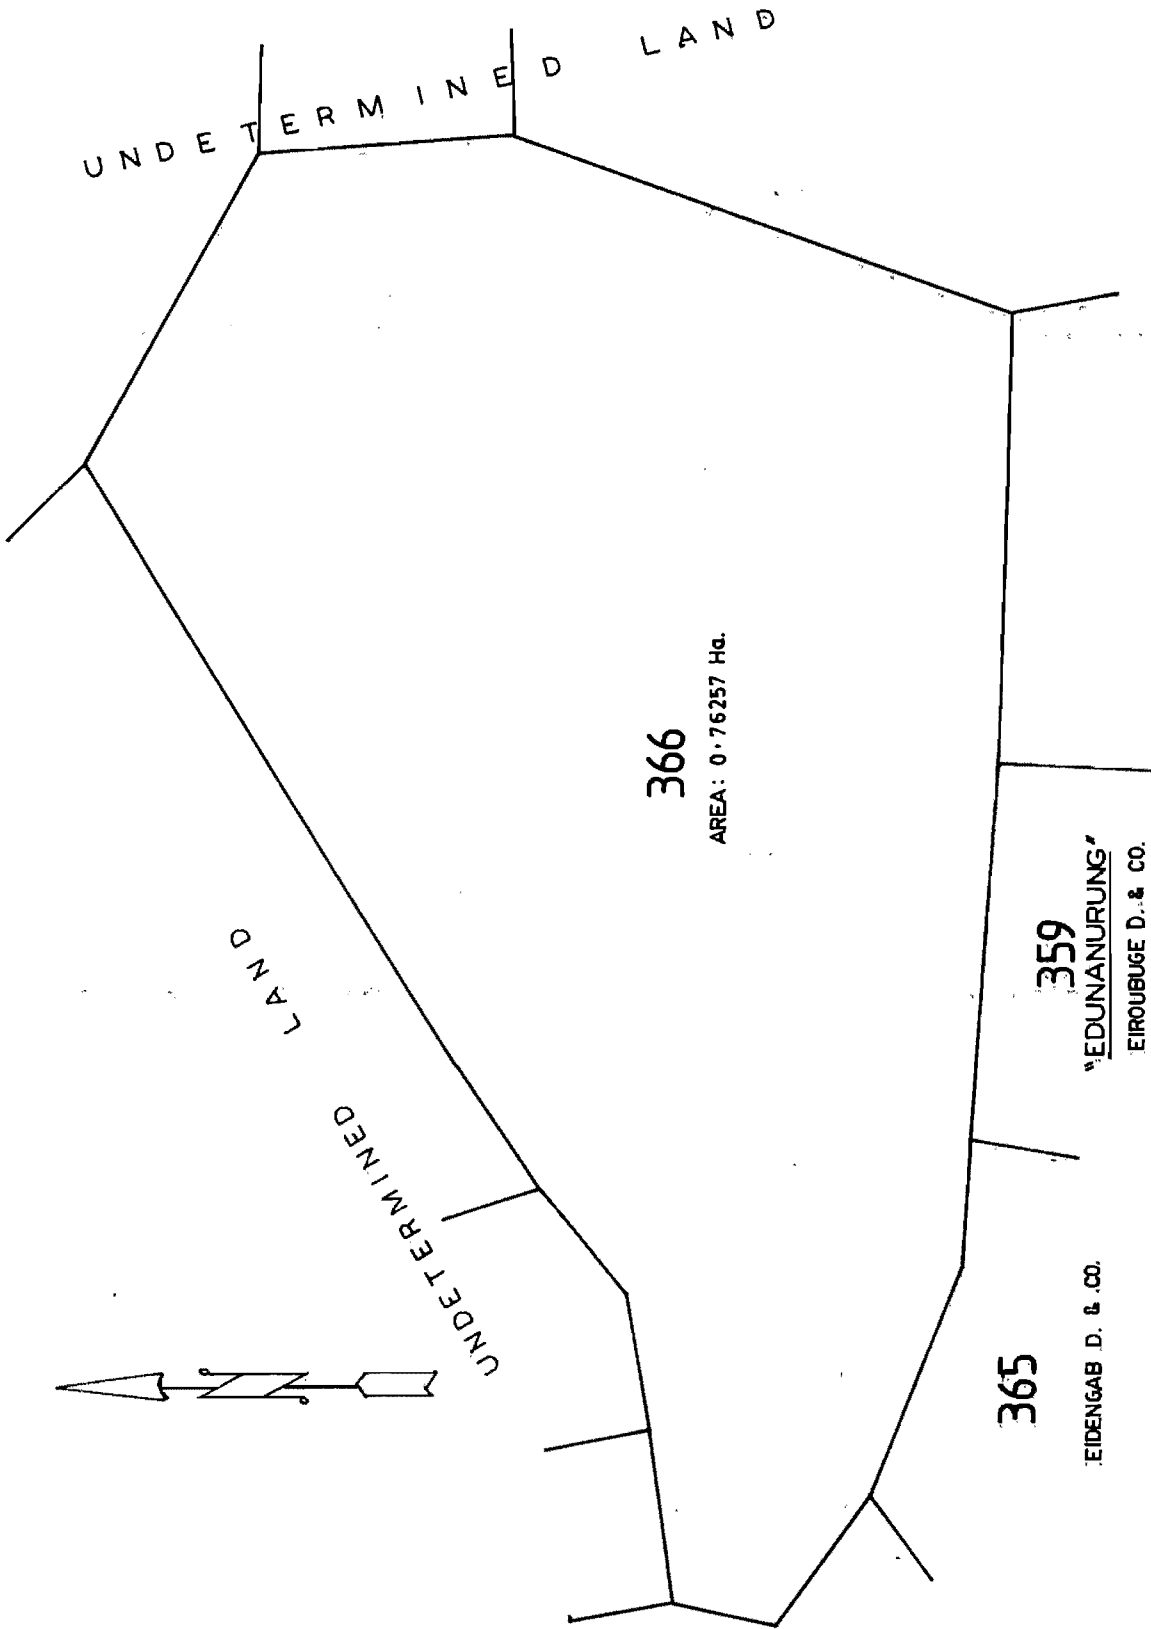 UNDETERMINED LAND
UNDETERMINED LAND
366
AREA: 0·76257 Ha.
365
EIDENGAB D. & CO.
359
"EDUNANURUNG"
EIROUBUGE D. & CO.